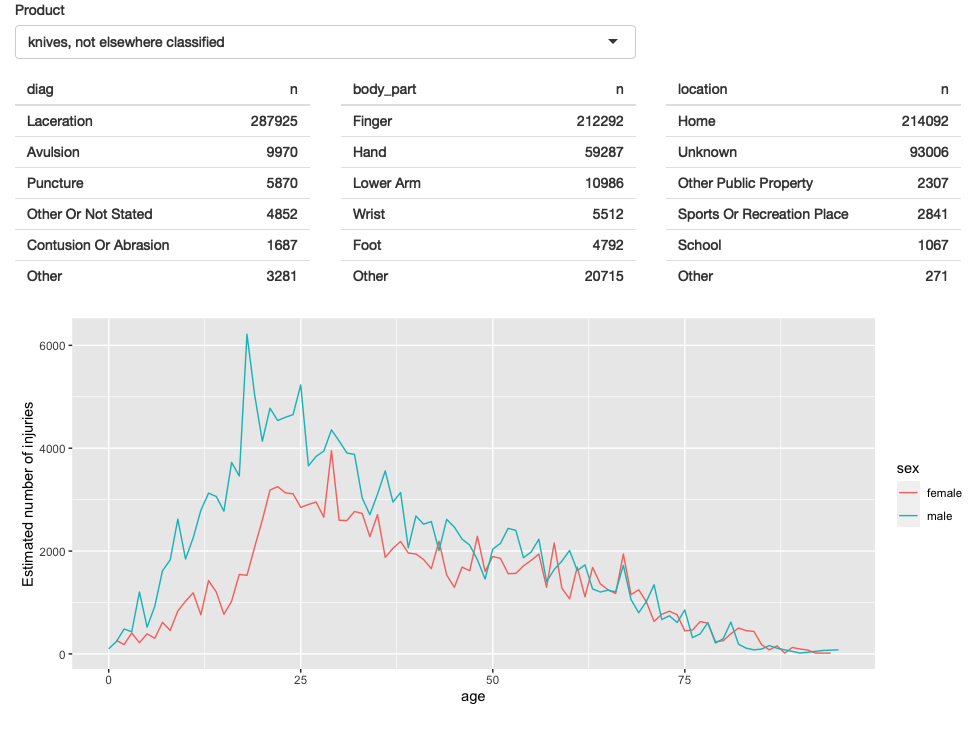 Product
knives, not elsewhere classified
diag n body_part n location n
Laceration 287925 Finger 212292 Home 214092
Avulsion 9970 Hand 59287 Unknown 93006
Puncture 5870 Lower Arm 10986 Other Public Property 2307
Other Or Not Stated 4852 Wrist 5512 Sports Or Recreation Place 2841
Contusion Or Abrasion 1687 Foot 4792 School 1067
Other 3281 Other 20715 Other 271
Estimated number of injuries
6000
4000
2000
0
0 25 50 75
age
sex
female
male